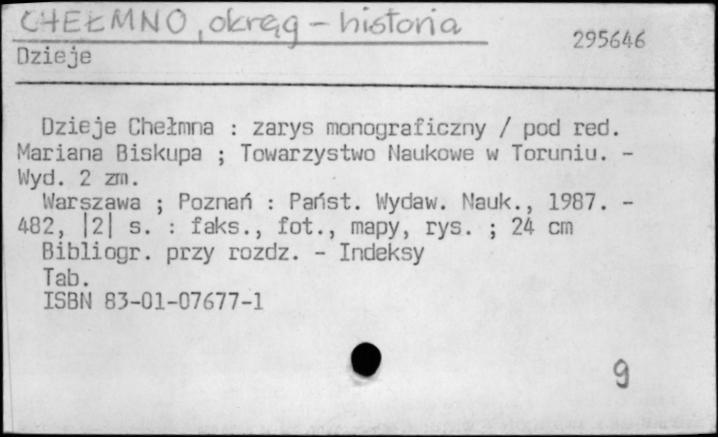 CHEŁMNO, okręg - historia
295646
Dzieje
Dzieje Chełmna : zarys monograficzny / pod red.
Mariana Biskupa ; Towarzystwo Naukowe w Toruniu. -
Wyd. 2 zm.
Warszawa ; Poznań : Państ. Wydaw. Nauk., 1987. -
482, |2| s. : faks., fot., mapy, rys. ; 24 cm
Bibliogr. przy rozdz. - Indeksy
Tab.
ISBN 83-01-07677-1
9